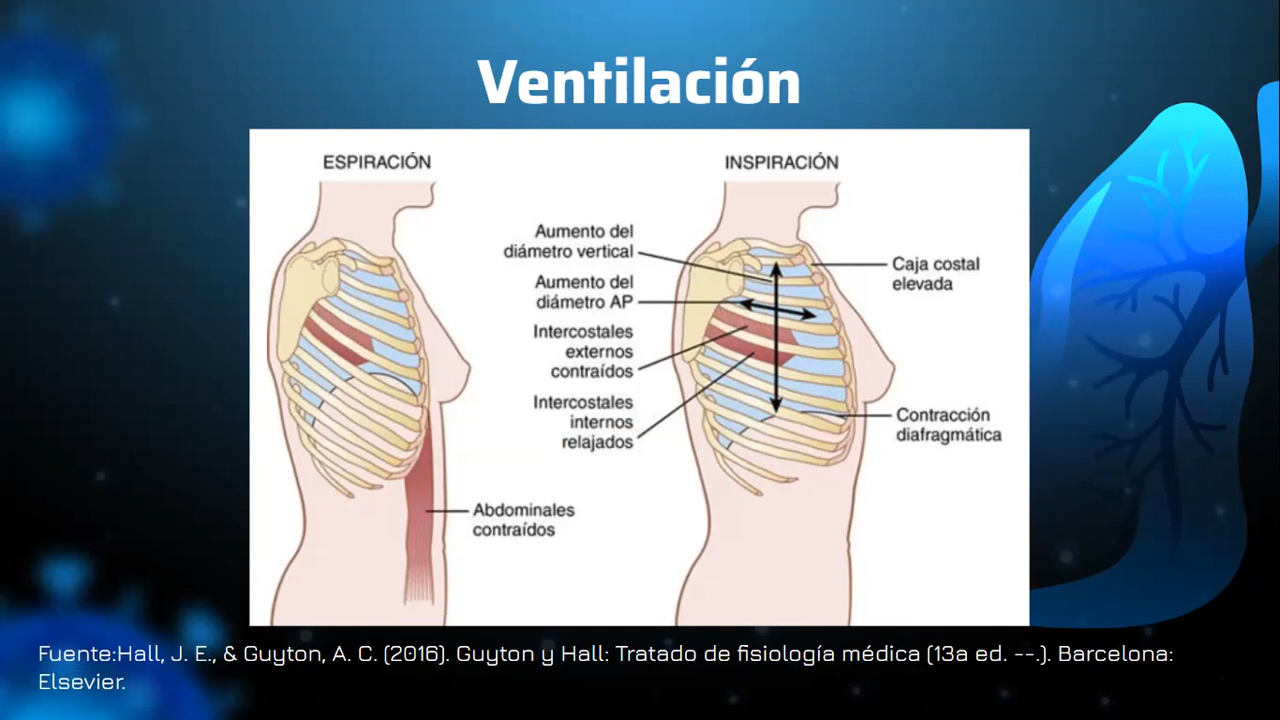 Ventilación
ESPIRACIÓN
INSPIRACIÓN
Aumento del
diámetro vertical
Aumento del
diámetro AP
Intercostales
externos
contraídos
Intercostales
internos
relajados
Caja costal
elevada
Contracción
diafragmática
Abdominales
contraídos
Fuente:Hall, J. E., & Guyton, A. C. (2016). Guyton y Hall: Tratado de fisiología médica (13a ed. --.). Barcelona:
Elsevier.